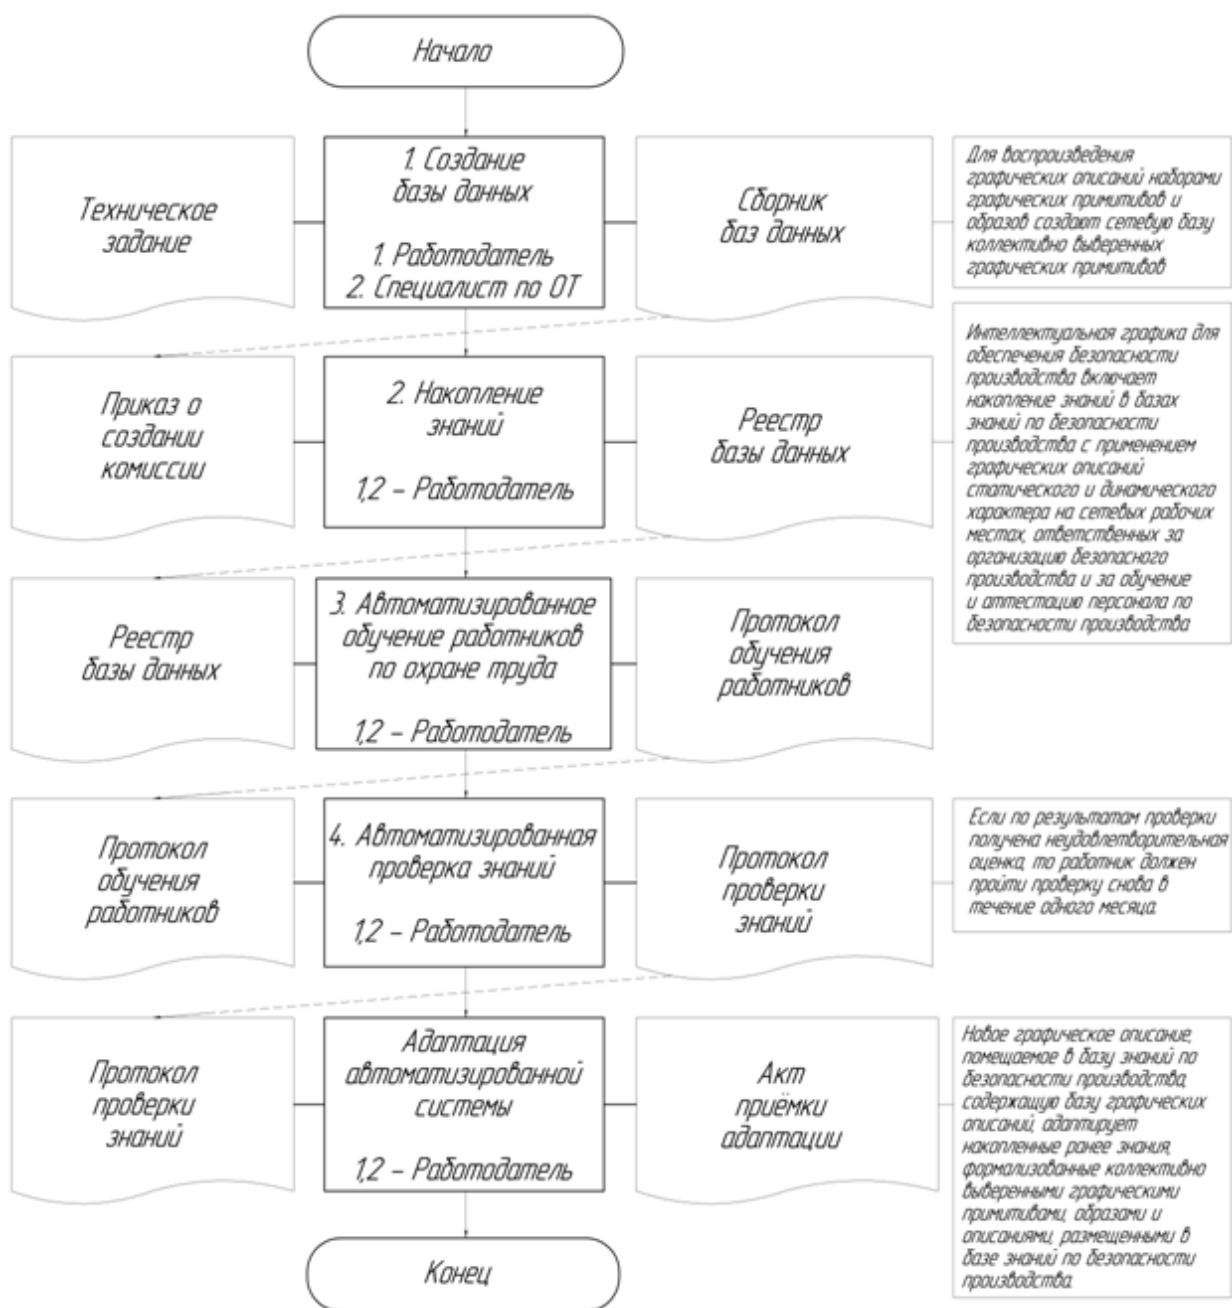 Начало
Техническое
задание
1. Создание
базы данных
1. Работодатель
2. Специалист по ОТ
Сборник
баз данных
Для воспроизведения
графических описаний наборами
графических примитивов и
образов создают сетевую базу
коллективно выверенных
графических примитивов
Приказ о
создании
комиссии
2. Накопление
знаний
1,2 – Работодатель
Реестр
базы данных
Интеллектуальная графика для
обеспечения безопасности
производства включает
накопление знаний в базах
знаний по безопасности
производства с применением
графических описаний
статического и динамического
характера на сетевых рабочих
местах, ответственных за
организацию безопасного
производства и за обучение
и аттестацию персонала по
безопасности производства
Реестр
базы данных
3. Автоматизированное
обучение работников
по охране труда
1,2 – Работодатель
Протокол
обучения
работников
Протокол
обучения
работников
4. Автоматизированная
проверка знаний
1,2 – Работодатель
Протокол
проверки
знаний
Если по результатам проверки
получена неудовлетворительная
оценка, то работник должен
пройти проверку снова в
течение одного месяца.
Протокол
проверки
знаний
Адаптация
автоматизированной
системы
1,2 – Работодатель
Акт
приёмки
адаптации
Новое графическое описание,
помещаемое в базу знаний по
безопасности производства,
содержащую базу графических
описаний, адаптирует
накопленные ранее знания,
формализованные коллективно
выверенными графическими
примитивами, образами и
описаниями, размещенными в
базе знаний по безопасности
производства.
Конец